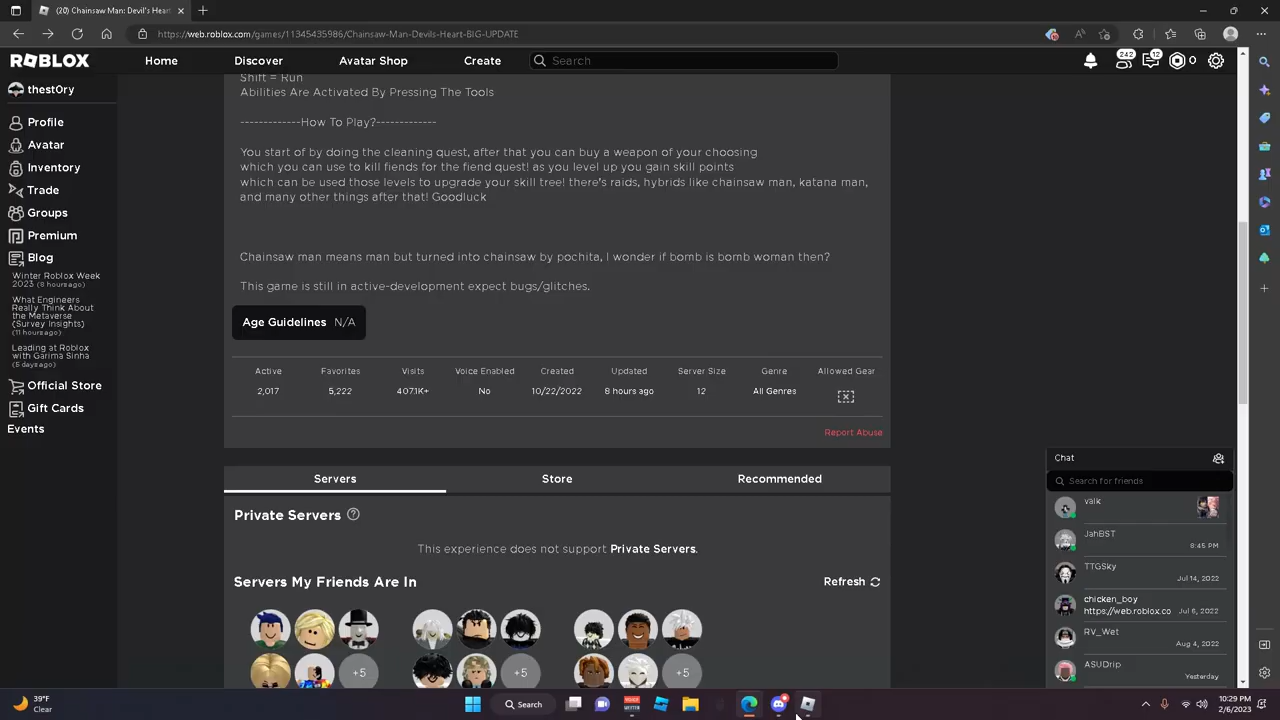 (20) Chainsaw Man: Devil's Heart
https://web.roblox.com/games/11345435986/Chainsaw-Man-Devils-Heart-BIG-UPDATE
ROBLOX
Home
Discover
Avatar Shop
Create
Search
242
12
0
thest0ry
Profile
Avatar
Inventory
Trade
Groups
Premium
Blog
Winter Roblox Week
2023 (8 hours ago)
What Engineers
Really Think About
the Metaverse
(Survey Insights)
(11 hours ago)
Leading at Roblox
with Garima Sinha
(5 days ago)
Official Store
Gift Cards
Events
Shift = Run
Abilities Are Activated By Pressing The Tools
-------------How To Play?-------------
You start of by doing the cleaning quest, after that you can buy a weapon of your choosing
which you can use to kill fiends for the fiend quest! as you level up you gain skill points
which can be used those levels to upgrade your skill tree! there's raids, hybrids like chainsaw man, katana man,
and many other things after that! Goodluck
Chainsaw man means man but turned into chainsaw by pochita, I wonder if bomb is bomb woman then?
This game is still in active-development expect bugs/glitches.
Age Guidelines N/A
Active Favorites Visits Voice Enabled Created Updated Server Size Genre Allowed Gear
2,017 5,222 407.1K+ No 10/22/2022 8 hours ago 12 All Genres
Report Abuse
Servers Store Recommended
Private Servers
This experience does not support Private Servers.
Servers My Friends Are In
Refresh
+5 +5 +5
Chat
Search for friends
valk
JahBST
8:45 PM
TTGSky
Jul 14, 2022
chicken_boy
https://web.roblox.co Jul 6, 2022
RV_Wet
Aug 4, 2022
ASUDrip
Yesterday
39°F
Clear
Search
10:29 PM
2/6/2023